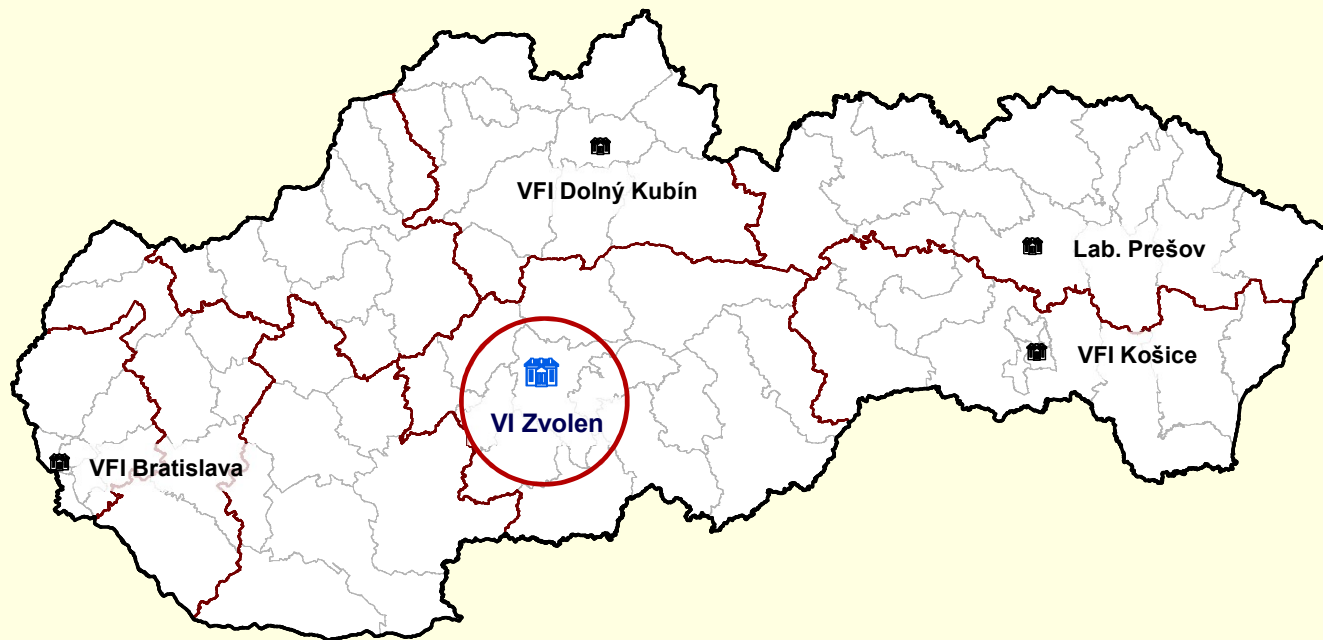 VFI Dolný Kubín
Lab. Prešov
VFI Košice
VI Zvolen
VFI Bratislava